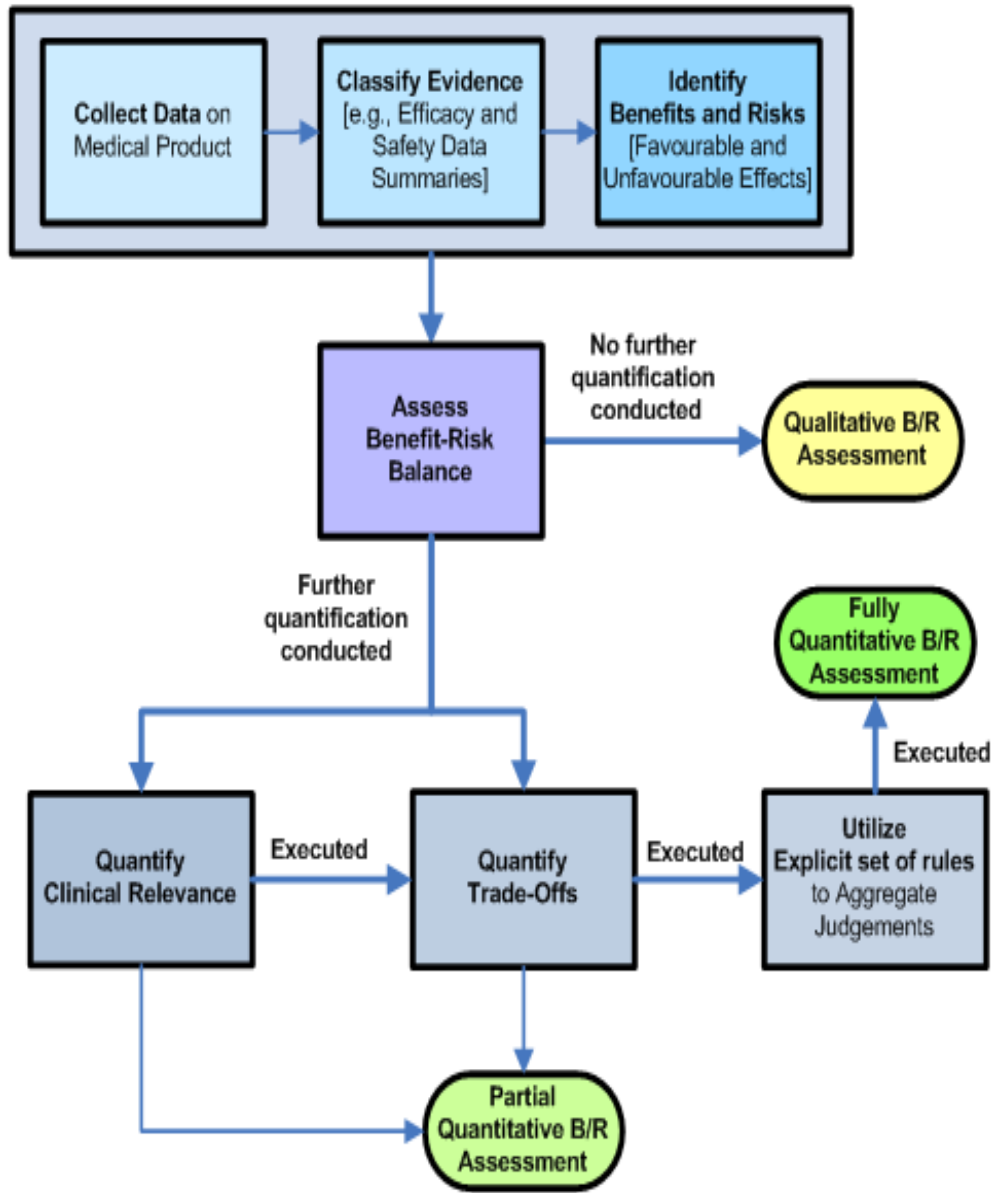 Collect Data on
Medical Product
Classify Evidence
[e.g., Efficacy and
Safety Data
Summaries]
Identify
Benefits and Risks
[Favourable and
Unfavourable Effects]
Assess
Benefit-Risk
Balance
No further
quantification
conducted
Qualitative B/R
Assessment
Further
quantification
conducted
Fully
Quantitative B/R
Assessment
Executed
Quantify
Clinical Relevance
Executed
Quantify
Trade-Offs
Executed
Utilize
Explicit set of rules
to Aggregate
Judgements
Partial
Quantitative B/R
Assessment